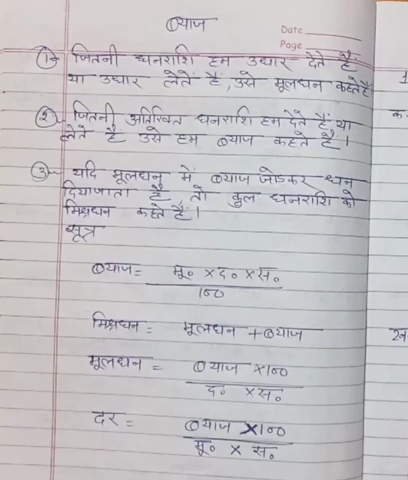 ब्याज
Date
Page
① जितनी धनराशि हम उधार देते है
या उधार लेते है, उसे मूलधन कहते है
② जितनी अतिरिक्त धनराशि हम देते है या
लेते है उसे हम ब्याज कहते है।
③ यदि मूलधन में ब्याज जोडकर धन
दिया जाता है, तो कुल धनराशि को
मिश्रधन कहते है।
सूत्र
ब्याज = मू० × द० × स०
100
मिश्रधन = मूलधन + ब्याज
मूलधन = ब्याज × 100
द० × स०
दर = ब्याज × 100
मू० × स०